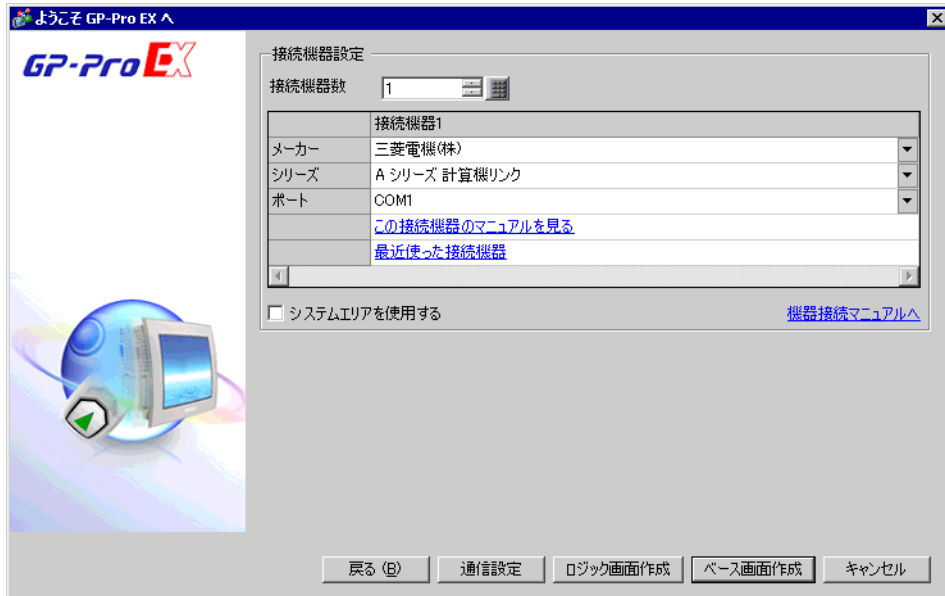 ようこそ GP-Pro EX へ
GP-Pro EX
接続機器設定
接続機器数 1
接続機器1
メーカー 三菱電機(株)
シリーズ A シリーズ 計算機リンク
ポート COM1
この接続機器のマニュアルを見る
最近使った接続機器
システムエリアを使用する 機器接続マニュアルへ
戻る (B) 通信設定 ロジック画面作成 ベース画面作成 キャンセル